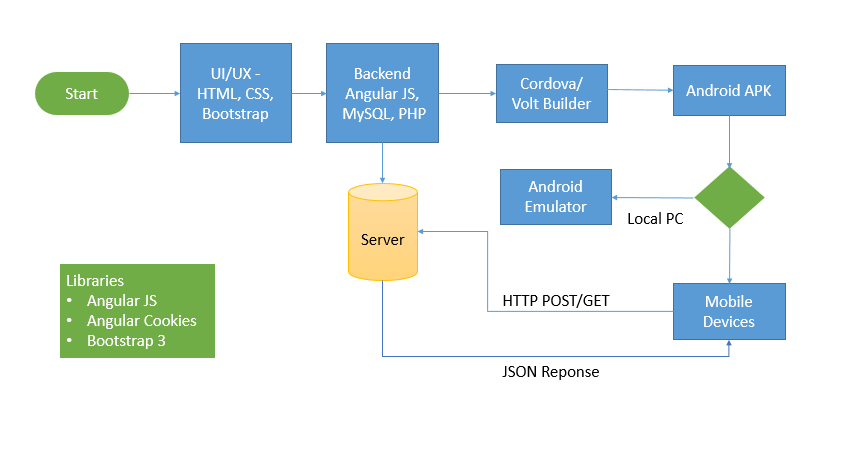 Start
UI/UX -
HTML, CSS,
Bootstrap
Backend
Angular JS,
MySQL, PHP
Cordova/
Volt Builder
Android APK
Android
Emulator
Local PC
Server
Libraries
• Angular JS
• Angular Cookies
• Bootstrap 3
HTTP POST/GET
Mobile
Devices
JSON Reponse